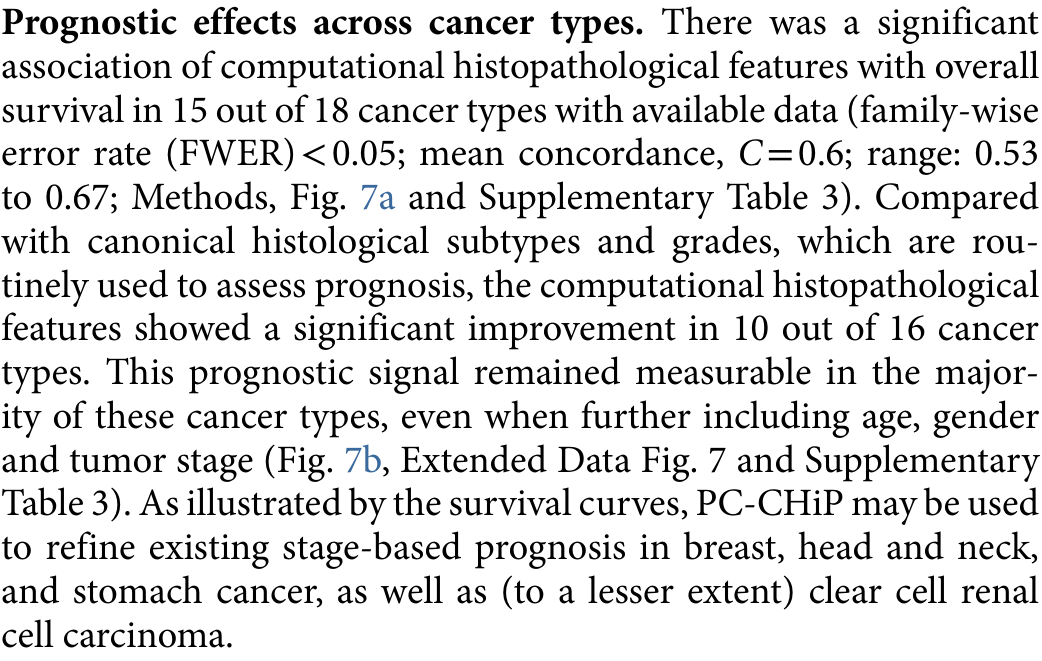 Prognostic effects across cancer types. There was a significant
association of computational histopathological features with overall
survival in 15 out of 18 cancer types with available data (family-wise
error rate (FWER) < 0.05; mean concordance, C = 0.6; range: 0.53
to 0.67; Methods, Fig. 7a and Supplementary Table 3). Compared
with canonical histological subtypes and grades, which are rou-
tinely used to assess prognosis, the computational histopathological
features showed a significant improvement in 10 out of 16 cancer
types. This prognostic signal remained measurable in the major-
ity of these cancer types, even when further including age, gender
and tumor stage (Fig. 7b, Extended Data Fig. 7 and Supplementary
Table 3). As illustrated by the survival curves, PC-CHiP may be used
to refine existing stage-based prognosis in breast, head and neck,
and stomach cancer, as well as (to a lesser extent) clear cell renal
cell carcinoma.